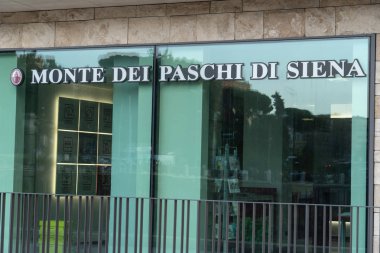 MONTE DEI PASCHI DI SIENA